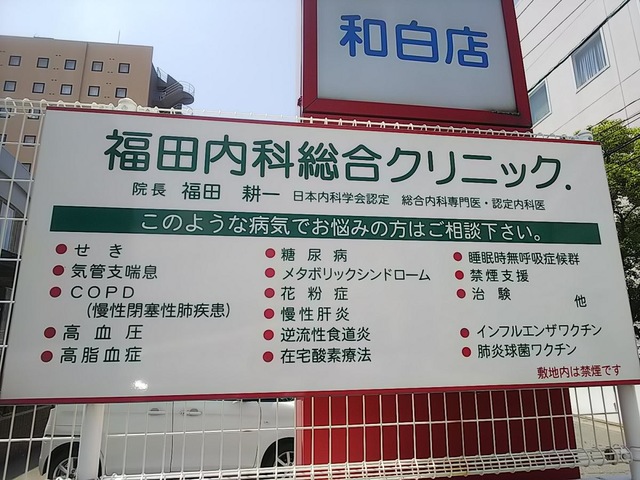 和白店
福田内科総合クリニック.
院長 福田 耕一 日本内科学会認定 総合内科専門医・認定内科医
このような病気でお悩みの方はご相談下さい。
●せき
●気管支喘息
●COPD
(慢性閉塞性肺疾患)
●高血圧
●高脂血症
●糖尿病
●メタボリックシンドローム
●花粉症
●慢性肝炎
●逆流性食道炎
●在宅酸素療法
●睡眠時無呼吸症候群
●禁煙支援
●治験 他
●インフルエンザワクチン
●肺炎球菌ワクチン
敷地内は禁煙です